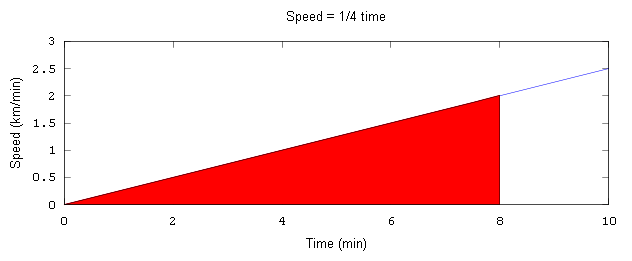 Speed = 1/4 time
3
2.5
2
1.5
1
0.5
0
Speed (km/min)
0 2 4 6 8 10
Time (min)